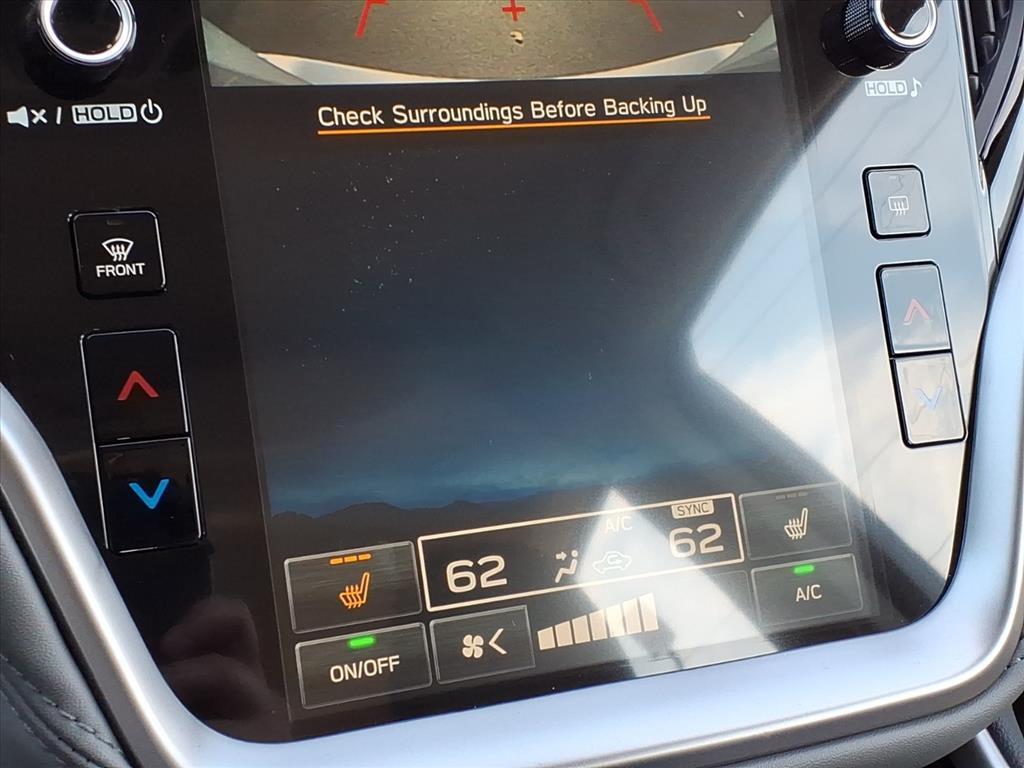 Check Surroundings Before Backing Up
/ HOLD
HOLD
FRONT
SYNC
A/C
62
62
A/C
ON/OFF